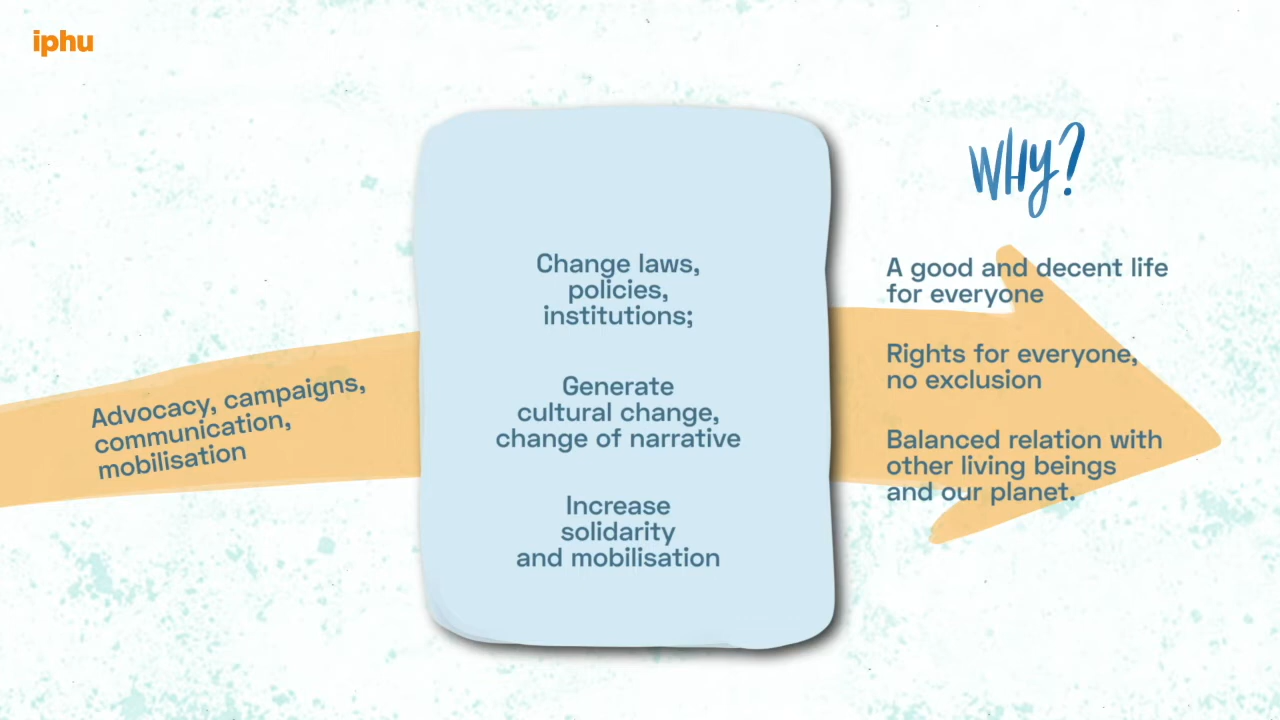 iphu
Advocacy, campaigns,
communication,
mobilisation
Change laws,
policies,
institutions;
Generate
cultural change,
change of narrative
Increase
solidarity
and mobilisation
WHy?
A good and decent life
for everyone
Rights for everyone,
no exclusion
Balanced relation with
other living beings
and our planet.